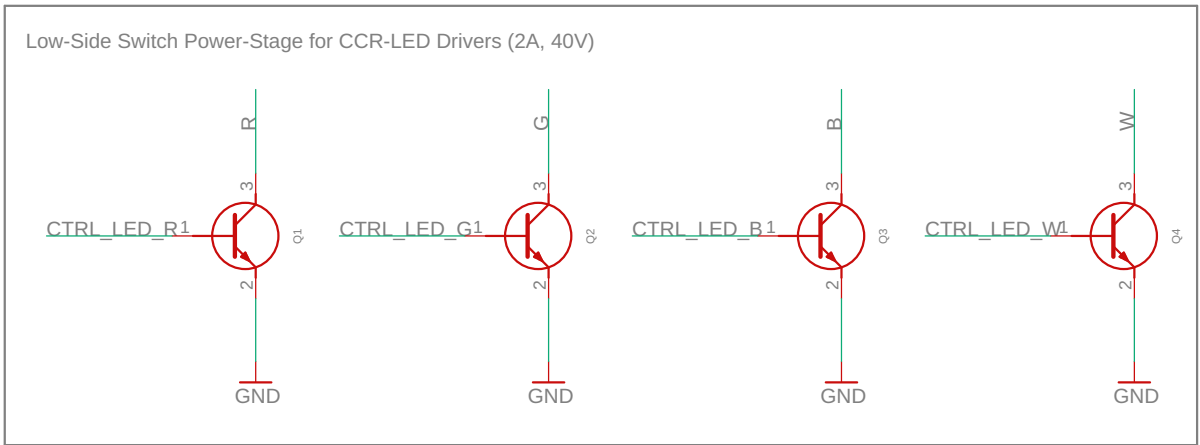 Low-Side Switch Power-Stage for CCR-LED Drivers (2A, 40V)
R G B W
3 3 3 3
CTRL_LED_R 1 Q1 CTRL_LED_G 1 Q2 CTRL_LED_B 1 Q3 CTRL_LED_W 1 Q4
2 2 2 2
GND GND GND GND